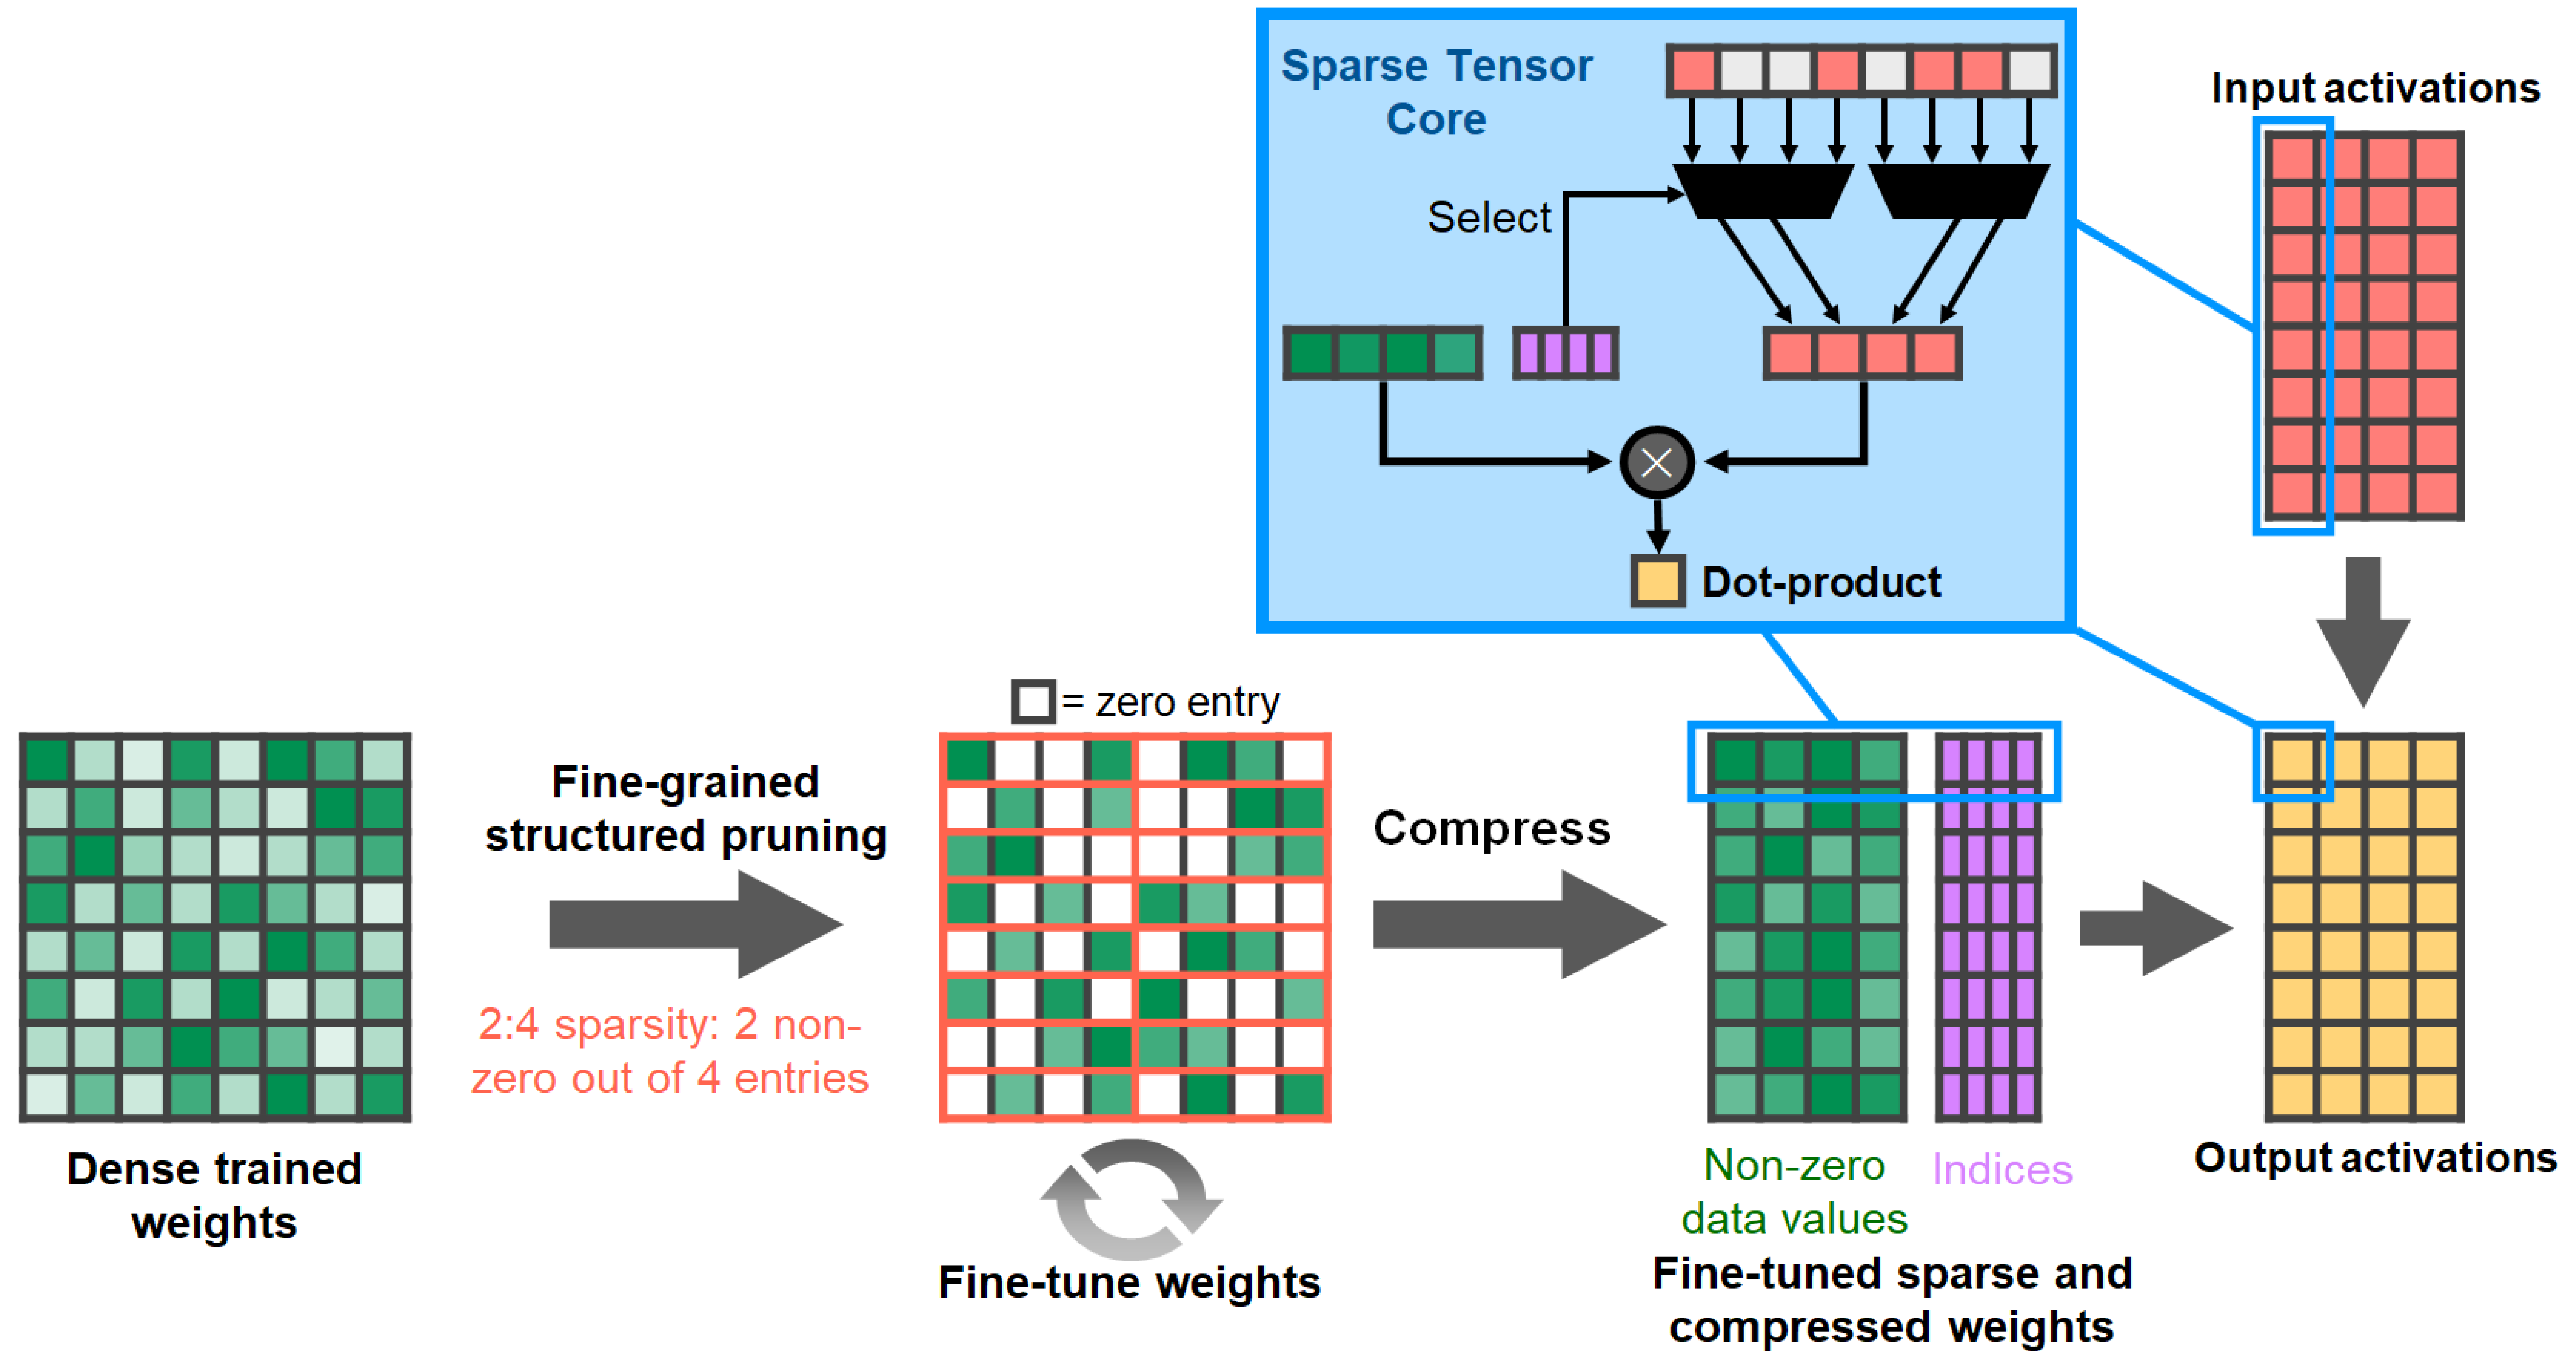 Sparse Tensor
Core
Input activations
Select
Dot-product
= zero entry
Fine-grained
structured pruning
Compress
2:4 sparsity: 2 non-
zero out of 4 entries
Dense trained
weights
Fine-tune weights
Non-zero
data values
Indices
Fine-tuned sparse and
compressed weights
Output activations